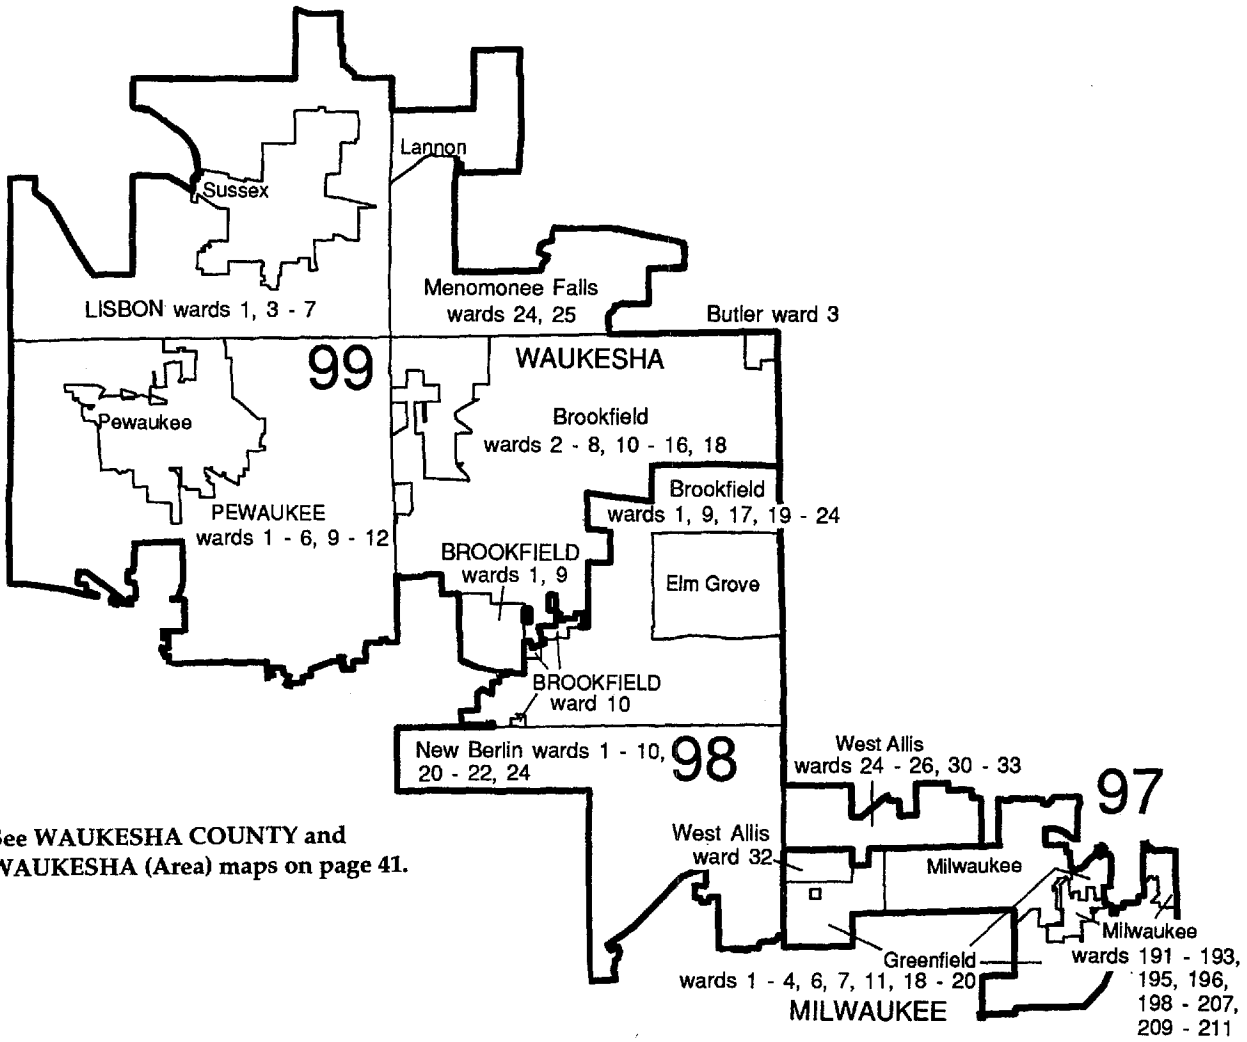 Lannon
Sussex
LISBON wards 1, 3 - 7
Menomonee Falls
wards 24, 25
Butler ward 3
99
WAUKESHA
Pewaukee
Brookfield
wards 2 - 8, 10 - 16, 18
Brookfield
wards 1, 9, 17, 19 - 24
PEWAUKEE
wards 1 - 6, 9 - 12
BROOKFIELD
wards 1, 9
Elm Grove
BROOKFIELD
ward 10
New Berlin wards 1 - 10,
20 - 22, 24
98
West Allis
wards 24 - 26, 30 - 33
97
ee WAUKESHA COUNTY and
WAUKESHA (Area) maps on page 41.
West Allis
ward 32
Milwaukee
Greenfield
wards 1 - 4, 6, 7, 11, 18 - 20
MILWAUKEE
Milwaukee
wards 191 - 193,
195, 196,
198 - 207,
209 - 211